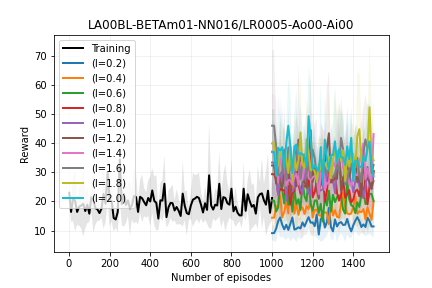 LA00BL-BETAm01-NN016/LR0005-Ao00-Ai00
Reward
70
60
50
40
30
20
10
Training
(I=0.2)
(I=0.4)
(I=0.6)
(I=0.8)
(I=1.0)
(I=1.2)
(I=1.4)
(I=1.6)
(I=1.8)
(I=2.0)
0 200 400 600 800 1000 1200 1400
Number of episodes